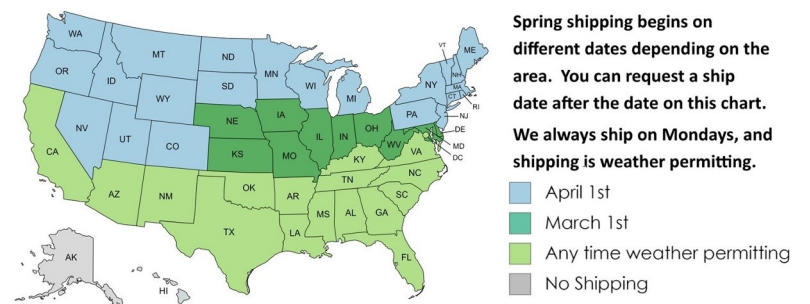 WA
MT
ND
MN
OR
ID
SD
WI
MI
WY
VT
ME
NH
NY
MA
CT
RI
PA
NJ
NV
UT
CO
NE
IA
IL
IN
OH
DE
MD
DC
WV
VA
KS
MO
KY
CA
AZ
NM
OK
AR
TN
NC
SC
TX
LA
MS
AL
GA
FL
AK
HI
Spring shipping begins on
different dates depending on the
area. You can request a ship
date after the date on this chart.
We always ship on Mondays, and
shipping is weather permitting.
April 1st
March 1st
Any time weather permitting
No Shipping